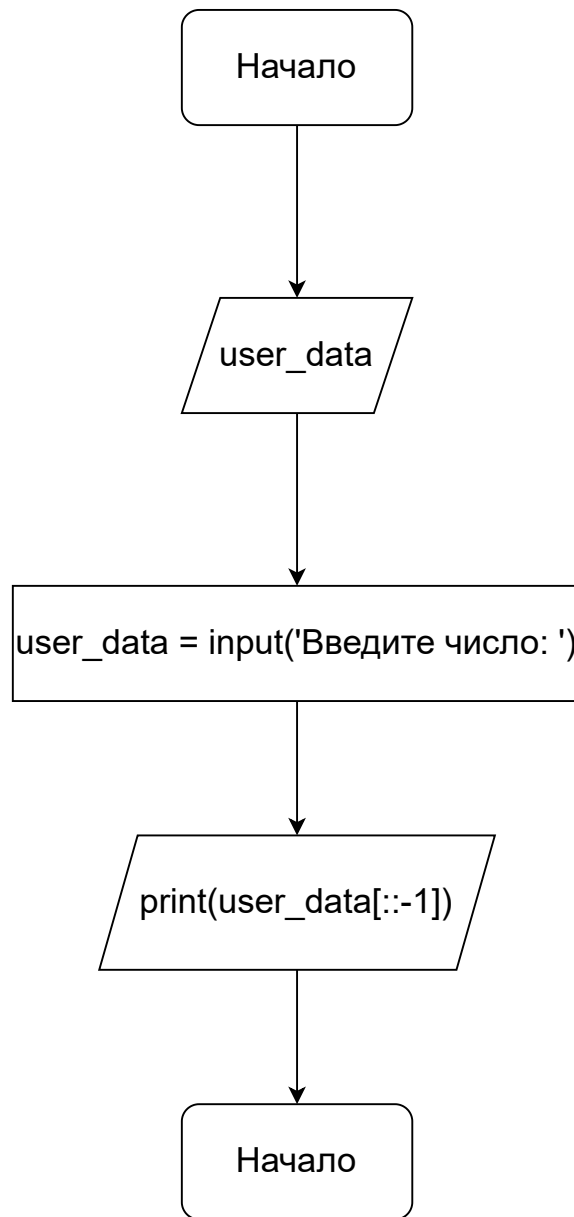 Начало
user_data
user_data = input('Введите число: ')
print(user_data[::-1])
Начало